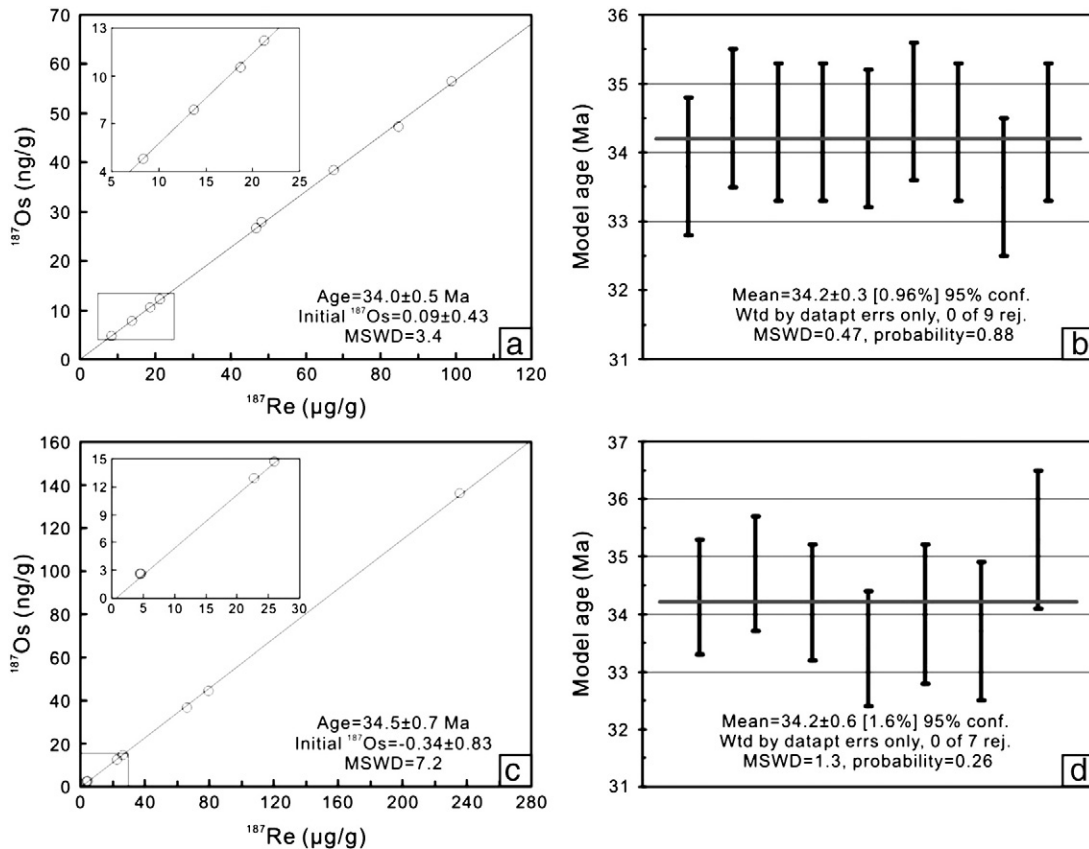 70
60
50
40
30
20
10
0
¹⁸⁷Os (ng/g)
13
10
7
4
5 10 15 20 25
Age=34.0±0.5 Ma
Initial ¹⁸⁷Os=0.09±0.43
MSWD=3.4
a
0 20 40 60 80 100 120
¹⁸⁷Re (µg/g)
36
35
34
33
32
31
Model age (Ma)
Mean=34.2±0.3 [0.96%] 95% conf.
Wtd by datapt errs only, 0 of 9 rej.
MSWD=0.47, probability=0.88
b
160
140
120
100
80
60
40
20
0
¹⁸⁷Os (ng/g)
15
12
9
6
3
0
0 5 10 15 20 25 30
Age=34.5±0.7 Ma
Initial ¹⁸⁷Os=-0.34±0.83
MSWD=7.2
c
0 40 80 120 160 200 240 280
¹⁸⁷Re (µg/g)
37
36
35
34
33
32
31
Model age (Ma)
Mean=34.2±0.6 [1.6%] 95% conf.
Wtd by datapt errs only, 0 of 7 rej.
MSWD=1.3, probability=0.26
d